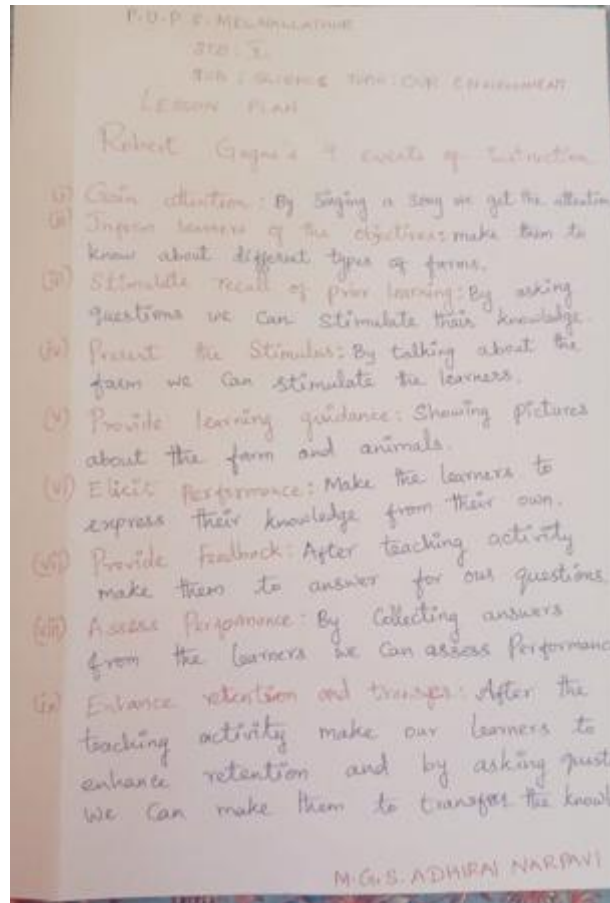 P.U.P.S. MELNALLATHUR
STD : I.
SUB : SCIENCE TOPIC : OUR ENVIRONMENT
LESSON PLAN
Robert Gagne's 9 events of Instruction
(i) Gain attention : By singing a song we get the attention
(ii) Inform learners of the objectives : make them to
know about different types of farms.
(iii) Stimulate recall of prior learning : By asking
questions we can stimulate their knowledge.
(iv) Present the Stimulus : By talking about the
farm we can stimulate the learners.
(v) Provide learning guidance : Showing pictures
about the farm and animals.
(vi) Elicit performance : Make the learners to
express their knowledge from their own.
(vii) Provide feedback : After teaching activity
make them to answer for our questions
(viii) Assess Performance : By Collecting answers
from the learners we can assess Performanc
(ix) Enhance retention and transfer : After the
teaching activity make our learners to
enhance retention and by asking quest
we can make them to transfer the knowl
M.G.S. ADHIRAI NARPAVI